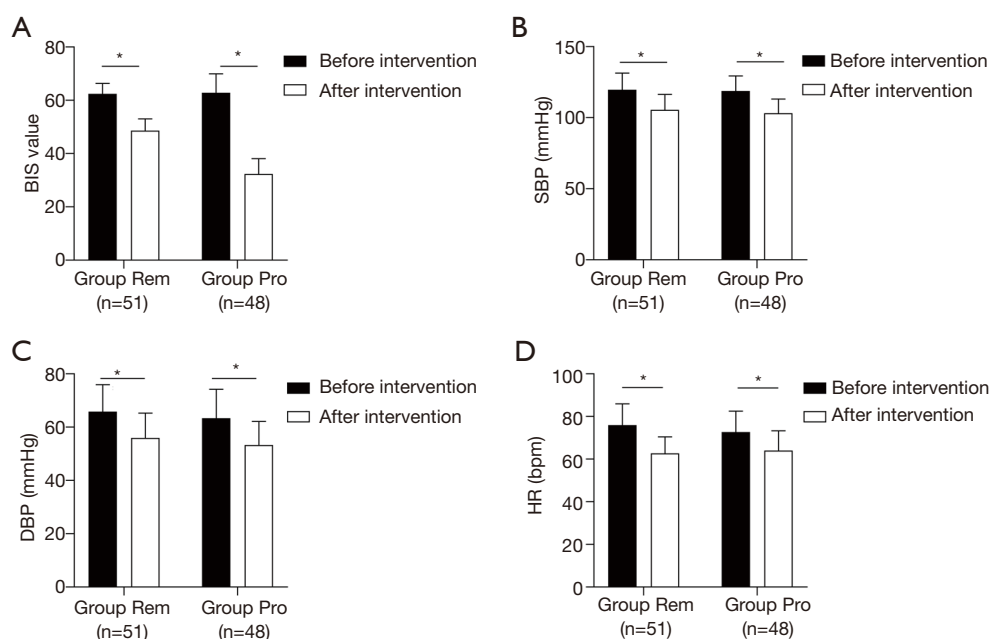 A
80
60
40
20
0
BIS value
*
*
Before intervention
After intervention
Group Rem
(n=51)
Group Pro
(n=48)
B
150
100
50
0
SBP (mmHg)
*
*
Before intervention
After intervention
Group Rem
(n=51)
Group Pro
(n=48)
C
80
60
40
20
0
DBP (mmHg)
*
*
Before intervention
After intervention
Group Rem
(n=51)
Group Pro
(n=48)
D
100
80
60
40
20
0
HR (bpm)
*
*
Before intervention
After intervention
Group Rem
(n=51)
Group Pro
(n=48)